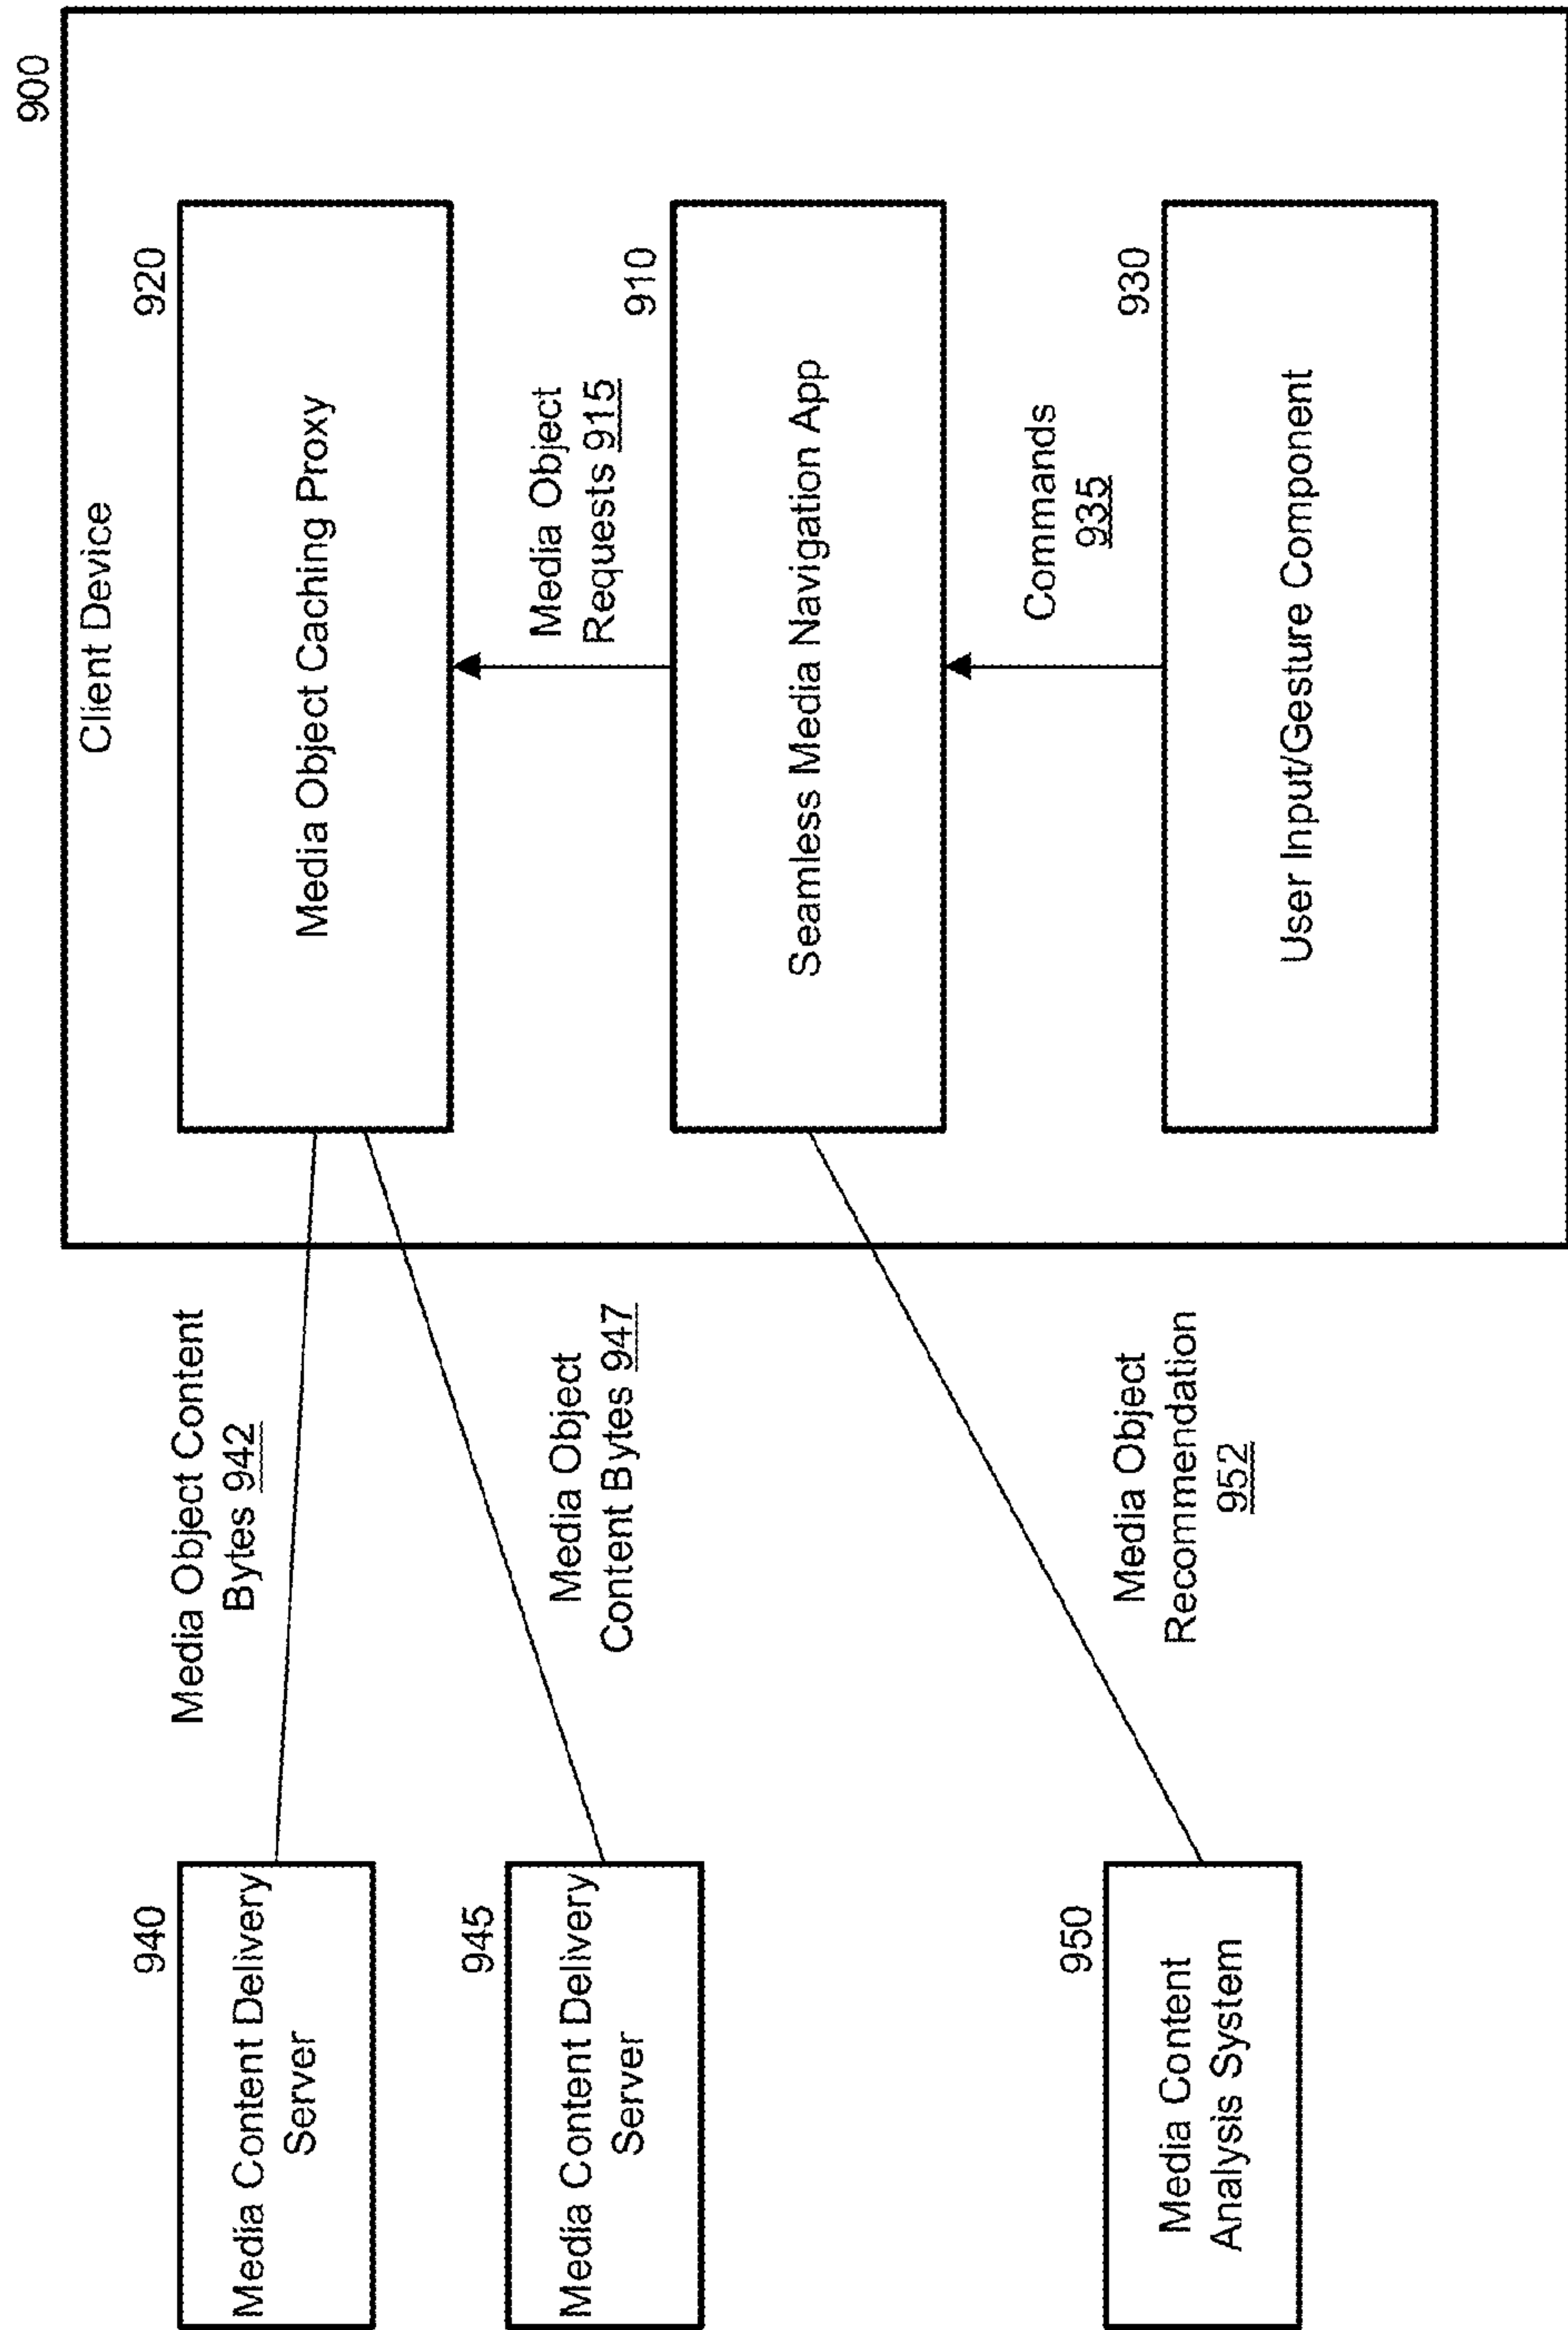 900
Client Device
920
Media Object Caching Proxy
Media Object
Requests 915
910
Seamless Media Navigation App
Commands
935
930
User Input/Gesture Component
Media Object Content
Bytes 942
Media Object
Content Bytes 947
Media Object
Recommendation
952
940
Media Content Delivery
Server
945
Media Content Delivery
Server
950
Media Content
Analysis System